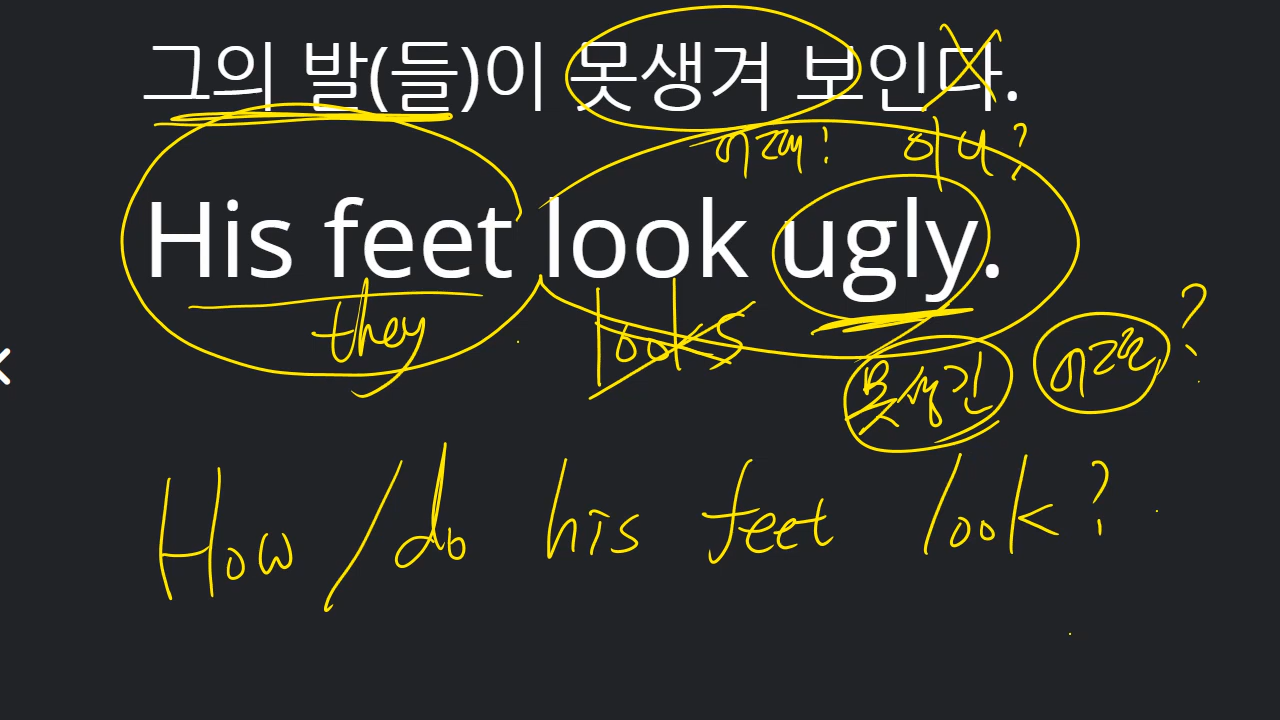 그의 발(들)이 못생겨 보인다.
어때? 이니?
His feet look ugly.
they looks
못생긴 어떤?
How / do his feet look?